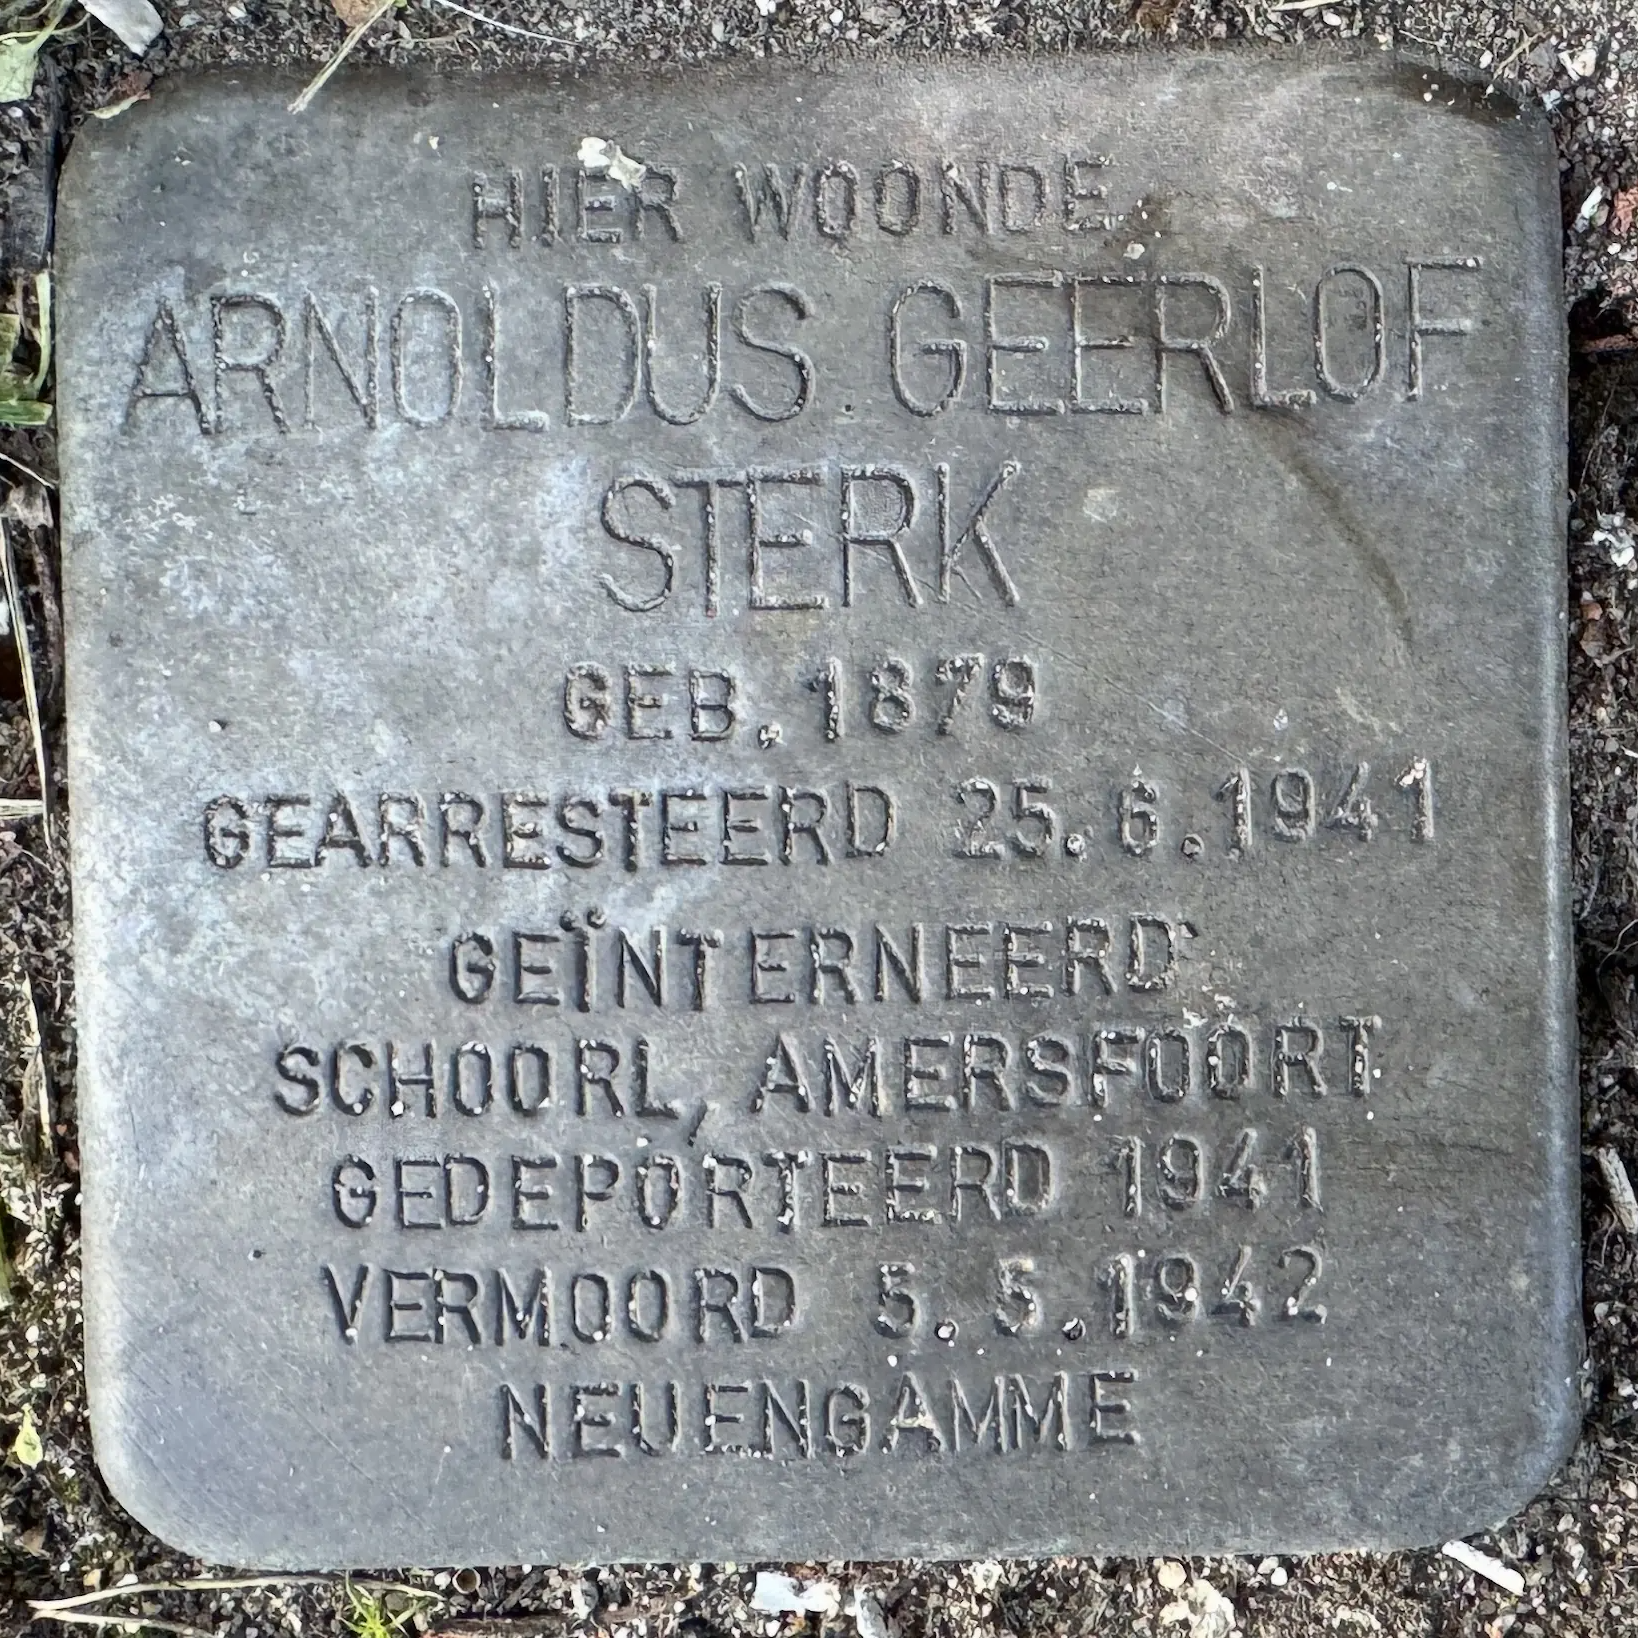 HIER WOONDE
ARNOLDUS GEERLOF
STERK
GEB. 1879
GEARRESTEERD 25.6.1941
GEÏNTERNEERD
SCHOORL, AMERSFOORT
GEDEPORTEERD 1941
VERMOORD 5.5.1942
NEUENGAMME